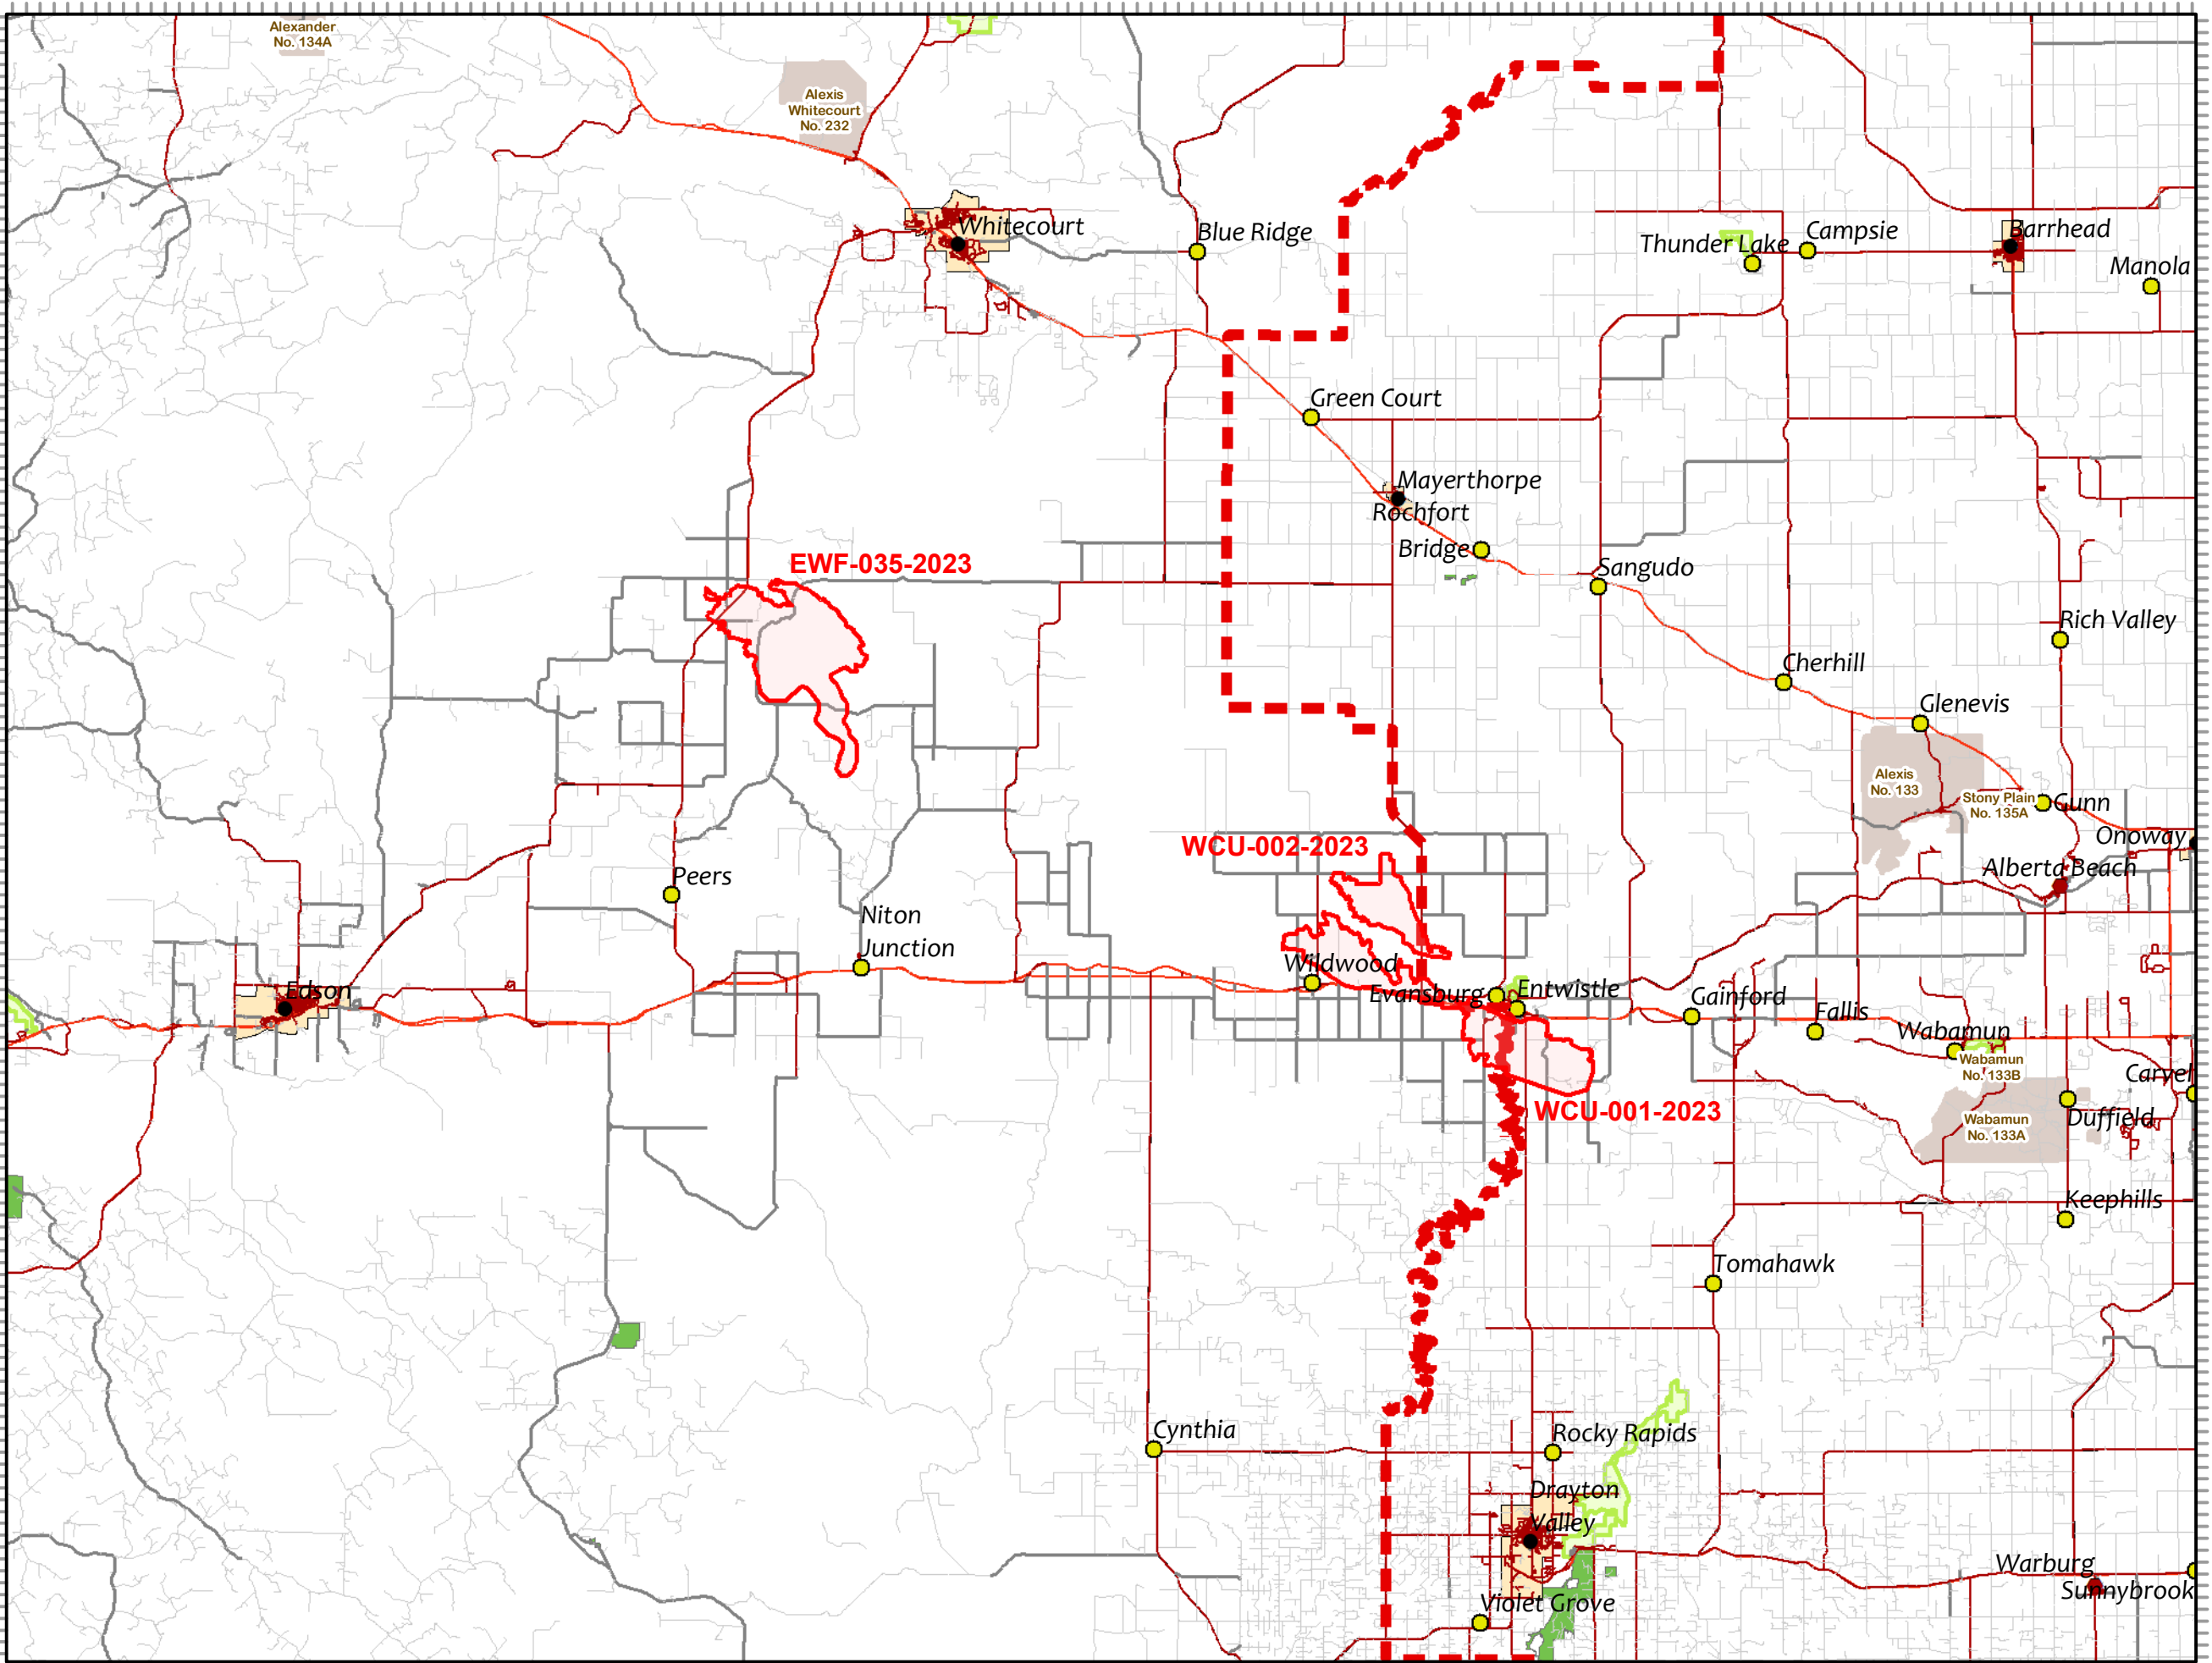 Alexander
No. 134A
Alexis
Whitecourt
No. 232
Whitecourt
Blue Ridge
Thunder Lake
Campsie
Barrhead
Manola
Green Court
Mayerthorpe
Rochfort
Bridge
EWF-035-2023
Sangudo
Rich Valley
Cherhill
Glenevis
Alexis
No. 133
Stony Plain
No. 135A
Gunn
Onoway
WCU-002-2023
Alberta Beach
Peers
Niton
Junction
Wildwood
Edson
Evansburg
Entwistle
Gainford
Fallis
Wabamun
Wabamun
No. 133B
Carvel
WCU-001-2023
Duffield
Wabamun
No. 133A
Keephills
Tomahawk
Cynthia
Rocky Rapids
Drayton
Valley
Warburg
Sunnybrook
Violet Grove